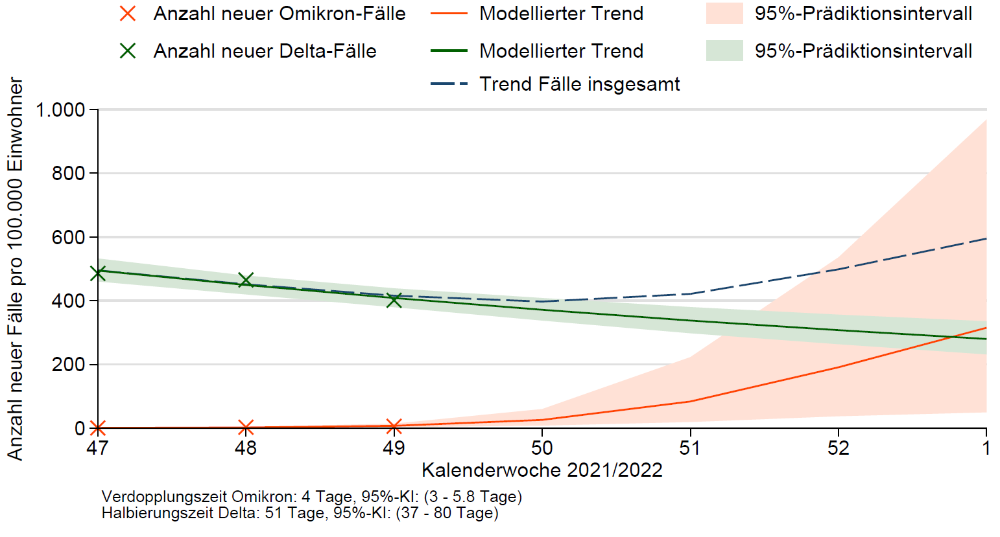 Anzahl neuer Omikron-Fälle Modellierter Trend 95%-Prädiktionsintervall
Anzahl neuer Delta-Fälle Modellierter Trend 95%-Prädiktionsintervall
Trend Fälle insgesamt
Anzahl neuer Fälle pro 100.000 Einwohner
1.000
800
600
400
200
0
47 48 49 50 51 52 1
Kalenderwoche 2021/2022
Verdopplungszeit Omikron: 4 Tage, 95%-KI: (3 - 5.8 Tage)
Halbierungszeit Delta: 51 Tage, 95%-KI: (37 - 80 Tage)